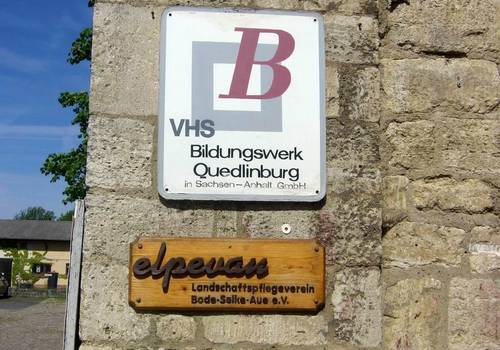 B
VHS
Bildungswerk
Quedlinburg
in Sachsen-Anhalt GmbH
elpevan
Landschaftspflegeverein
Bode-Selke-Aue e.V.